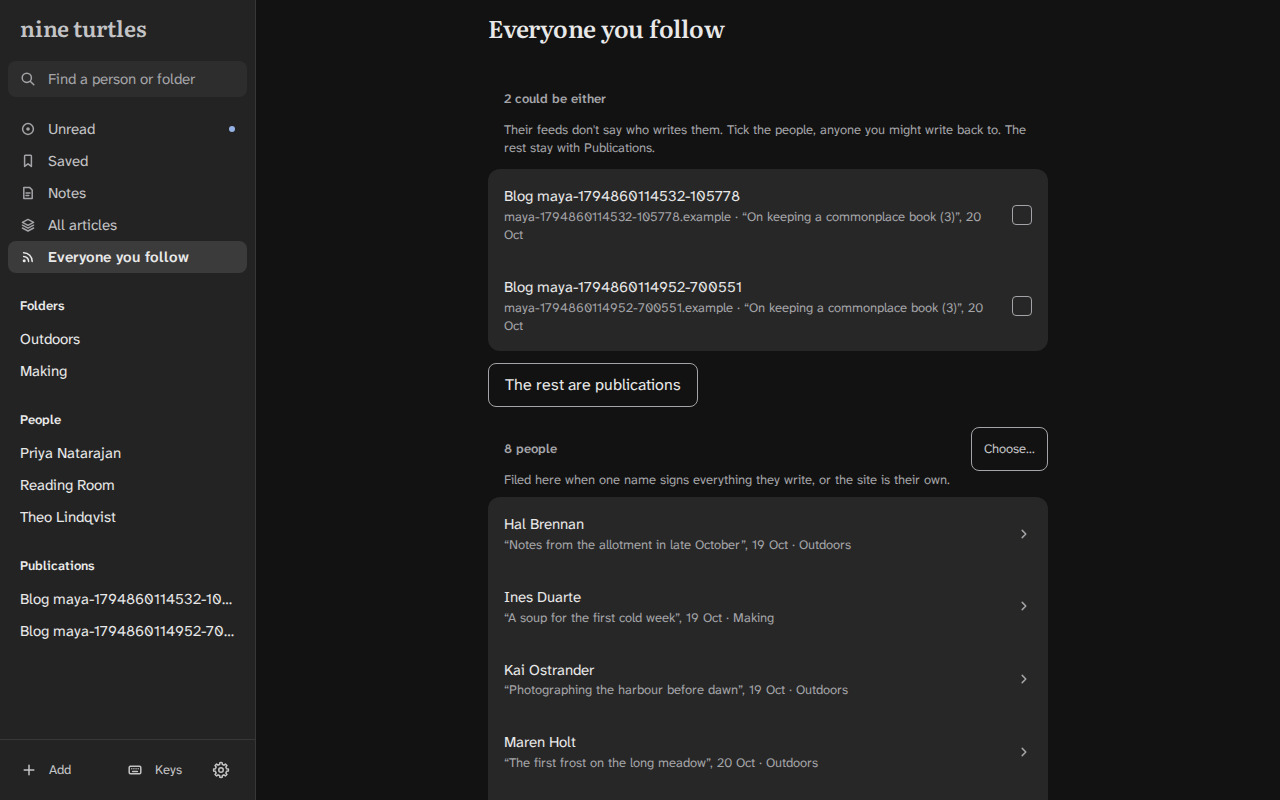 nine turtles
Find a person or folder
Unread
Saved
Notes
All articles
Everyone you follow
Folders
Outdoors
Making
People
Priya Natarajan
Reading Room
Theo Lindqvist
Publications
Blog maya-1794860114532-10...
Blog maya-1794860114952-70...
Add
Keys
Everyone you follow
2 could be either
Their feeds don't say who writes them. Tick the people, anyone you might write back to. The
rest stay with Publications.
Blog maya-1794860114532-105778
maya-1794860114532-105778.example · “On keeping a commonplace book (3)”, 20
Oct
Blog maya-1794860114952-700551
maya-1794860114952-700551.example · “On keeping a commonplace book (3)”, 20
Oct
The rest are publications
8 people
Choose...
Filed here when one name signs everything they write, or the site is their own.
Hal Brennan
“Notes from the allotment in late October”, 19 Oct · Outdoors
Ines Duarte
“A soup for the first cold week”, 19 Oct · Making
Kai Ostrander
“Photographing the harbour before dawn”, 19 Oct · Outdoors
Maren Holt
“The first frost on the long meadow”, 20 Oct · Outdoors